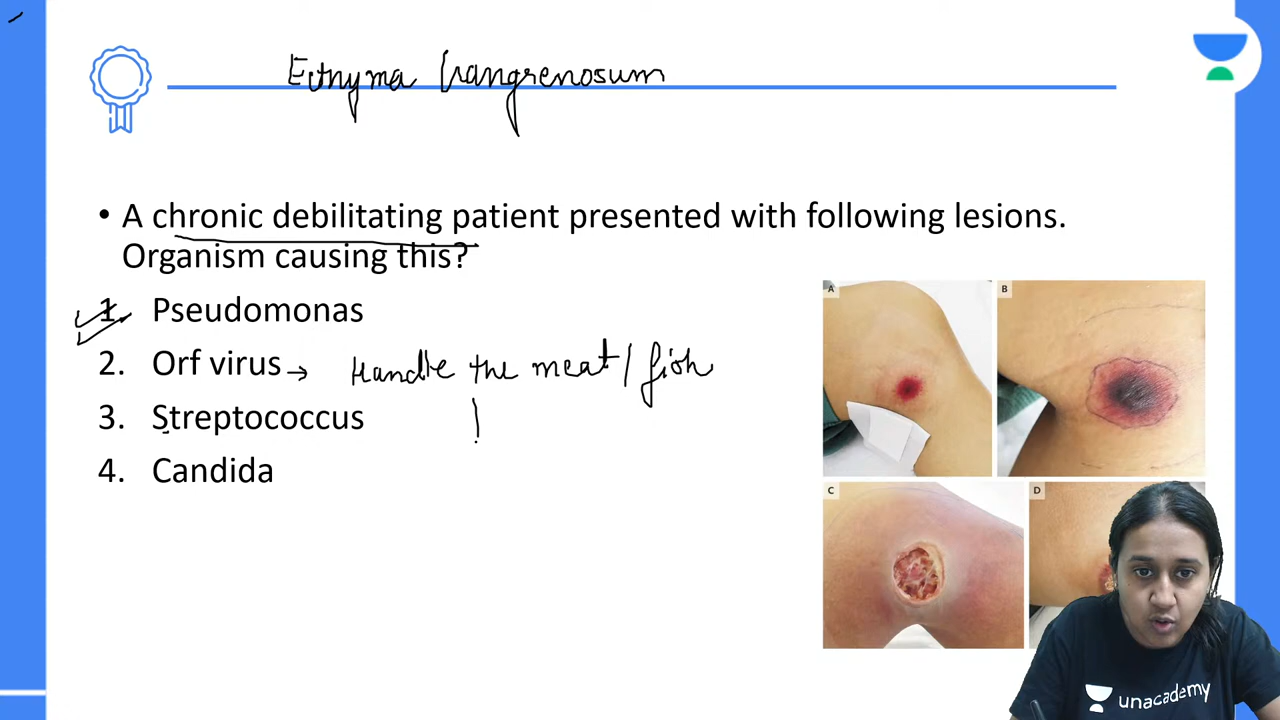 Ecthyma Gangrenosum
• A chronic debilitating patient presented with following lesions.
Organism causing this?
1. Pseudomonas
2. Orf virus → Handle the meat / fish
3. Streptococcus
4. Candida
A
B
C
D
unacademy